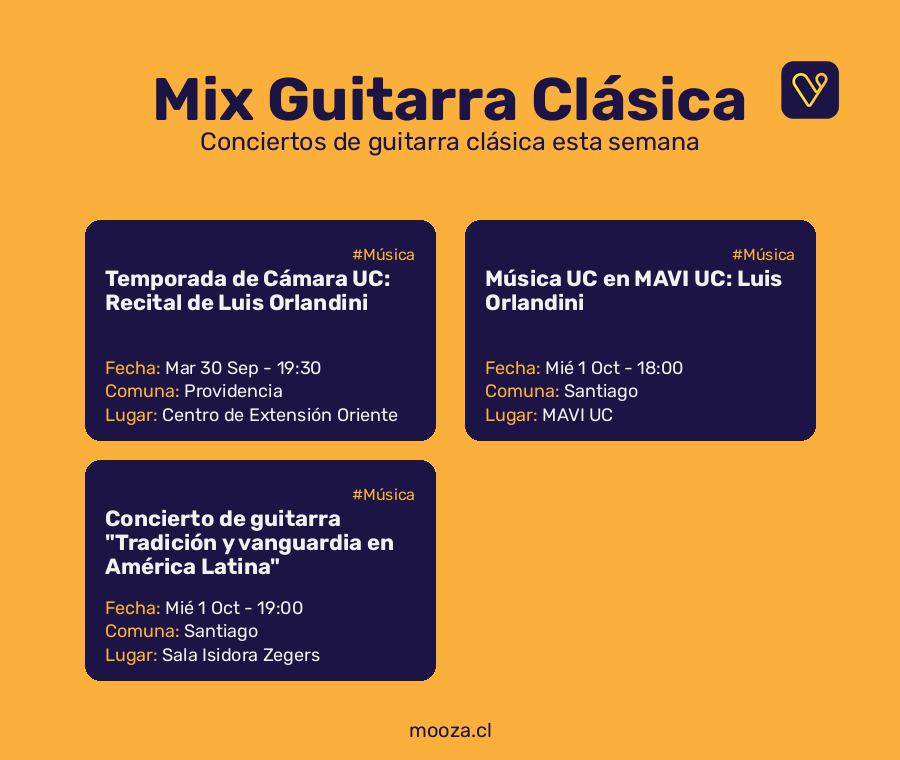 Mix Guitarra Clásica
Conciertos de guitarra clásica esta semana
#Música
Temporada de Cámara UC:
Recital de Luis Orlandini
Fecha: Mar 30 Sep - 19:30
Comuna: Providencia
Lugar: Centro de Extensión Oriente
#Música
Música UC en MAVI UC: Luis
Orlandini
Fecha: Mié 1 Oct - 18:00
Comuna: Santiago
Lugar: MAVI UC
#Música
Concierto de guitarra
"Tradición y vanguardia en
América Latina"
Fecha: Mié 1 Oct - 19:00
Comuna: Santiago
Lugar: Sala Isidora Zegers
mooza.cl